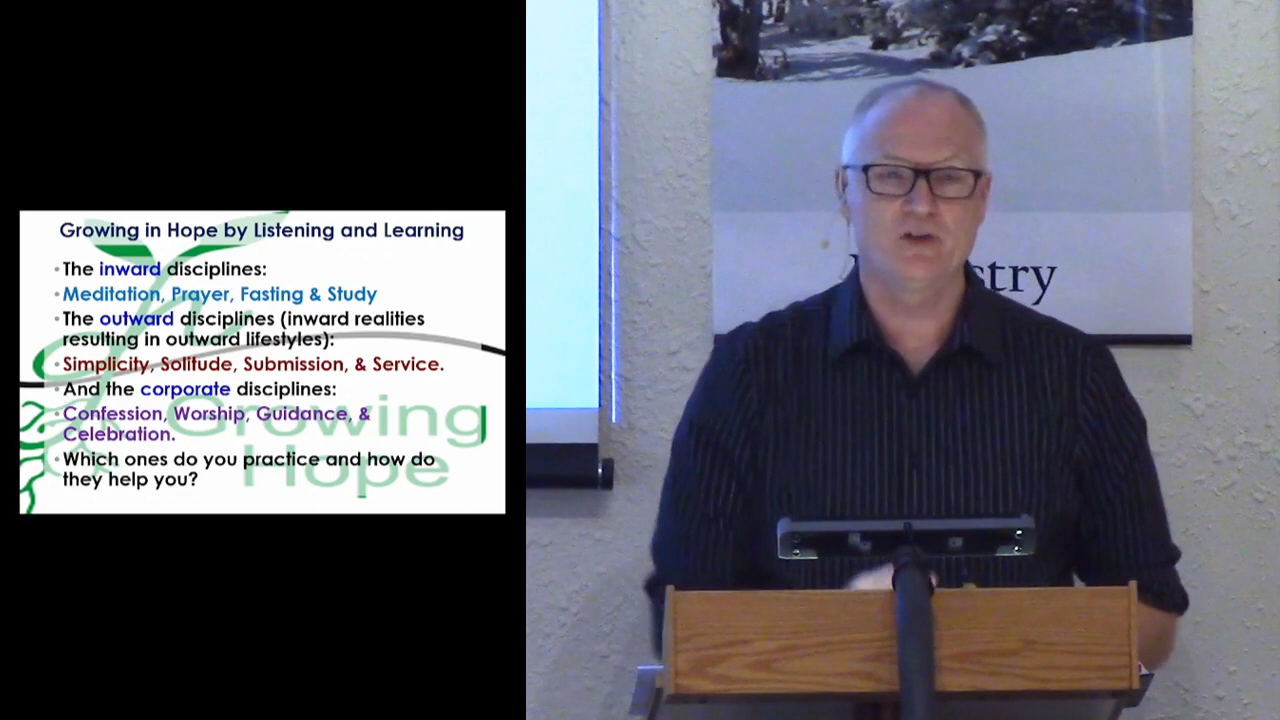 Growing in Hope by Listening and Learning
• The inward disciplines:
• Meditation, Prayer, Fasting & Study
• The outward disciplines (inward realities
resulting in outward lifestyles):
• Simplicity, Solitude, Submission, & Service.
• And the corporate disciplines:
• Confession, Worship, Guidance, &
Celebration.
• Which ones do you practice and how do
they help you?
Growing
Hope